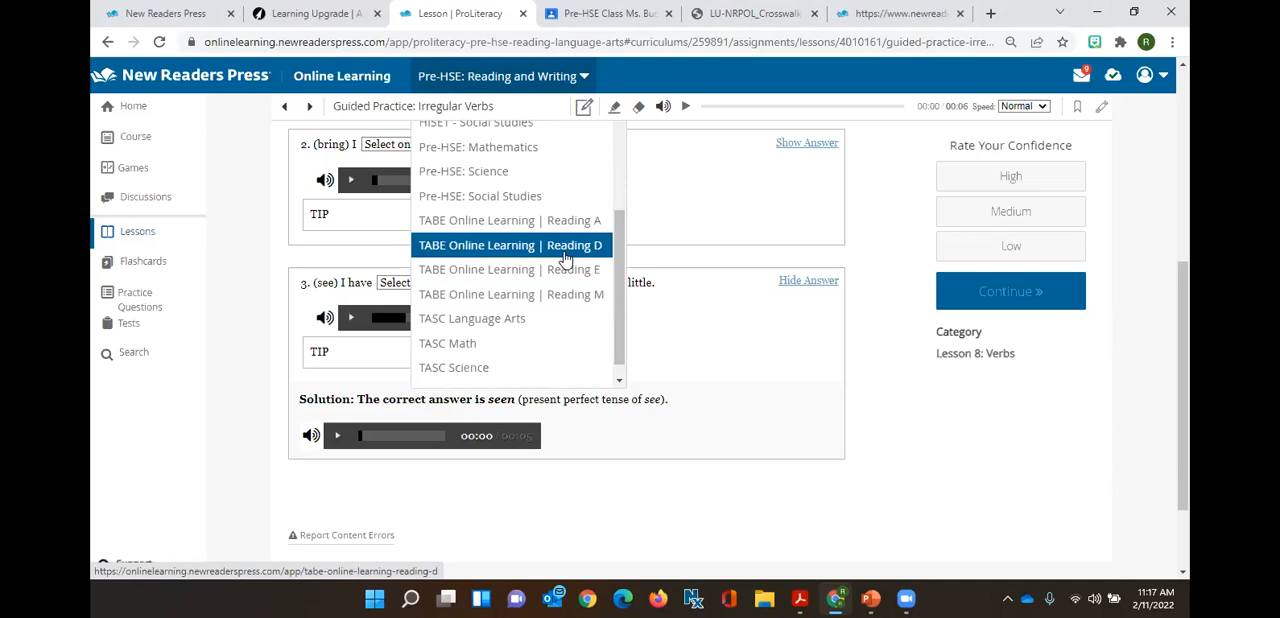 New Readers Press
Learning Upgrade | A
Lesson | ProLiteracy
Pre-HSE Class Ms. Bu
LU-NRPOL_Crosswalk
https://www.newread
onlinelearning.newreaderspress.com/app/proliteracy-pre-hse-reading-language-arts#curriculums/259891/assignments/lessons/4010161/guided-practice-irre...
R
New Readers Press
Online Learning
Pre-HSE: Reading and Writing
9
Home
Course
Games
Discussions
Lessons
Flashcards
Practice
Questions
Tests
Search
Guided Practice: Irregular Verbs
00:00 / 00:06 Speed: Normal
2. (bring) I Select on
Show Answer
TIP
3. (see) I have Select
little.
Hide Answer
TIP
HiSET - Social Studies
Pre-HSE: Mathematics
Pre-HSE: Science
Pre-HSE: Social Studies
TABE Online Learning | Reading A
TABE Online Learning | Reading D
TABE Online Learning | Reading E
TABE Online Learning | Reading M
TASC Language Arts
TASC Math
TASC Science
Solution: The correct answer is seen (present perfect tense of see).
00:00 / 00:05
Report Content Errors
Rate Your Confidence
High
Medium
Low
Continue »
Category
Lesson 8: Verbs
https://onlinelearning.newreaderspress.com/app/tabe-online-learning-reading-d
11:17 AM
2/11/2022